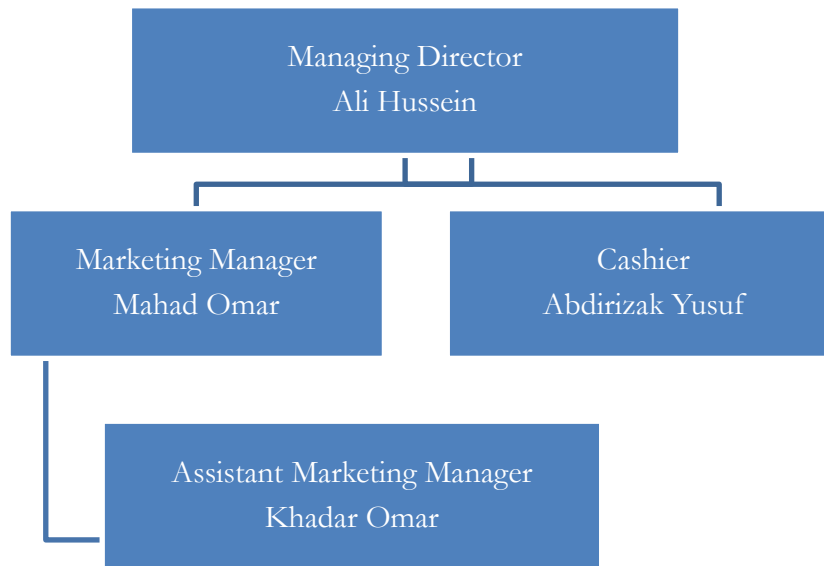 Managing Director
Ali Hussein
Marketing Manager
Mahad Omar
Cashier
Abdirizak Yusuf
Assistant Marketing Manager
Khadar Omar